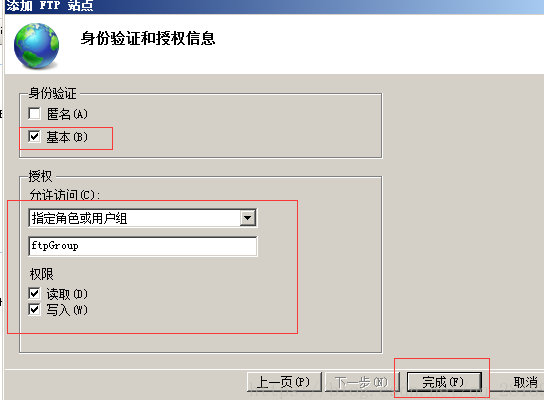 添加 FTP 站点
身份验证和授权信息
身份验证
匿名(A)
基本(B)
授权
允许访问(C):
指定角色或用户组
ftpGroup
权限
读取(D)
写入(W)
上一页(P) 下一步(N) 完成(F) 取消